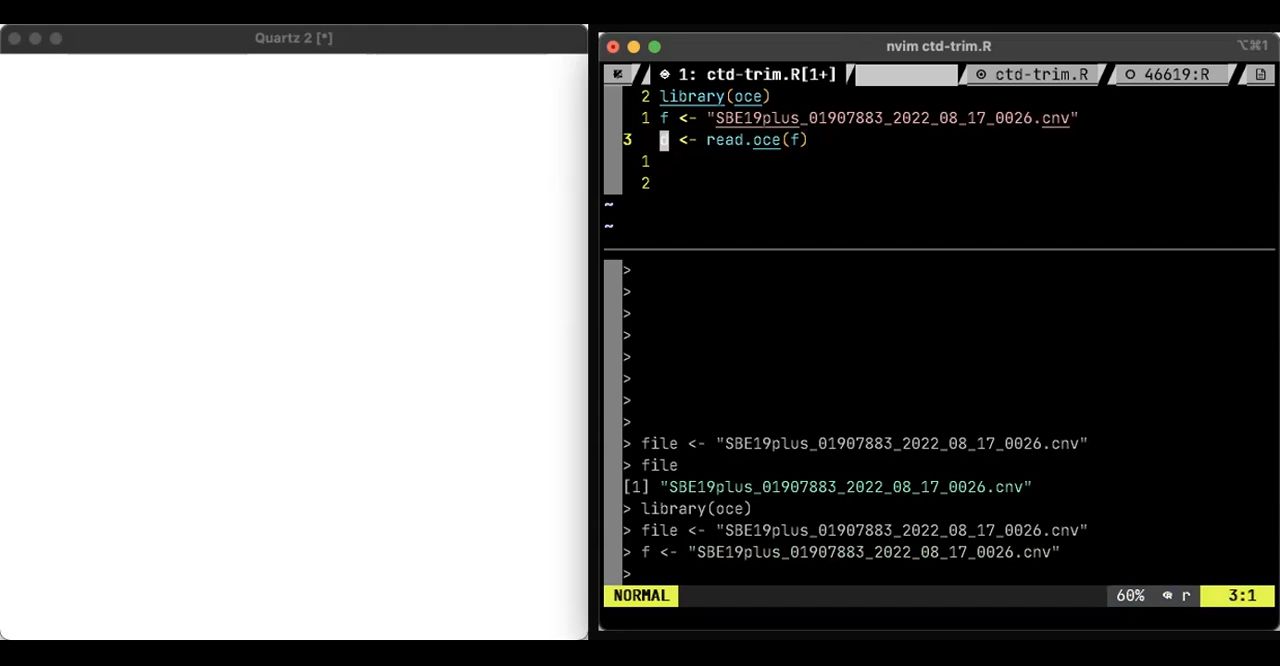 Quartz 2 [*]
nvim ctd-trim.R
⌥⌘1
1: ctd-trim.R[1+]
ctd-trim.R
46619:R
2 library(oce)
1 f <- "SBE19plus_01907883_2022_08_17_0026.cnv"
3 d <- read.oce(f)
1
2
~
~
>
>
>
>
>
>
>
>
> file <- "SBE19plus_01907883_2022_08_17_0026.cnv"
> file
[1] "SBE19plus_01907883_2022_08_17_0026.cnv"
> library(oce)
> file <- "SBE19plus_01907883_2022_08_17_0026.cnv"
> f <- "SBE19plus_01907883_2022_08_17_0026.cnv"
>
NORMAL
60%
r
3:1